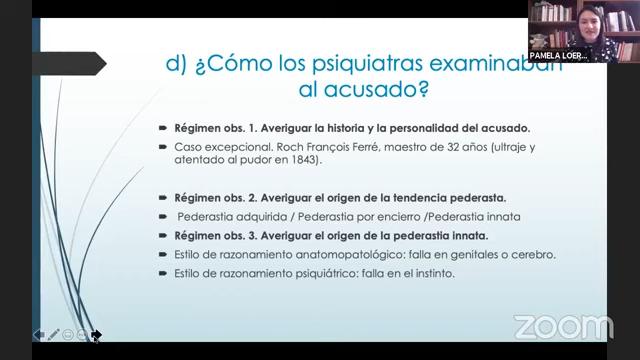 PAMELA LOER...
d) ¿Cómo los psiquiatras examinaban
al acusado?
Régimen obs. 1. Averiguar la historia y la personalidad del acusado.
Caso excepcional. Roch François Ferré, maestro de 32 años (ultraje y
atentado al pudor en 1843).
Régimen obs. 2. Averiguar el origen de la tendencia pederasta.
Pederastia adquirida / Pederastia por encierro /Pederastia innata
Régimen obs. 3. Averiguar el origen de la pederastia innata.
Estilo de razonamiento anatomopatológico: falla en genitales o cerebro.
Estilo de razonamiento psiquiátrico: falla en el instinto.
zoom